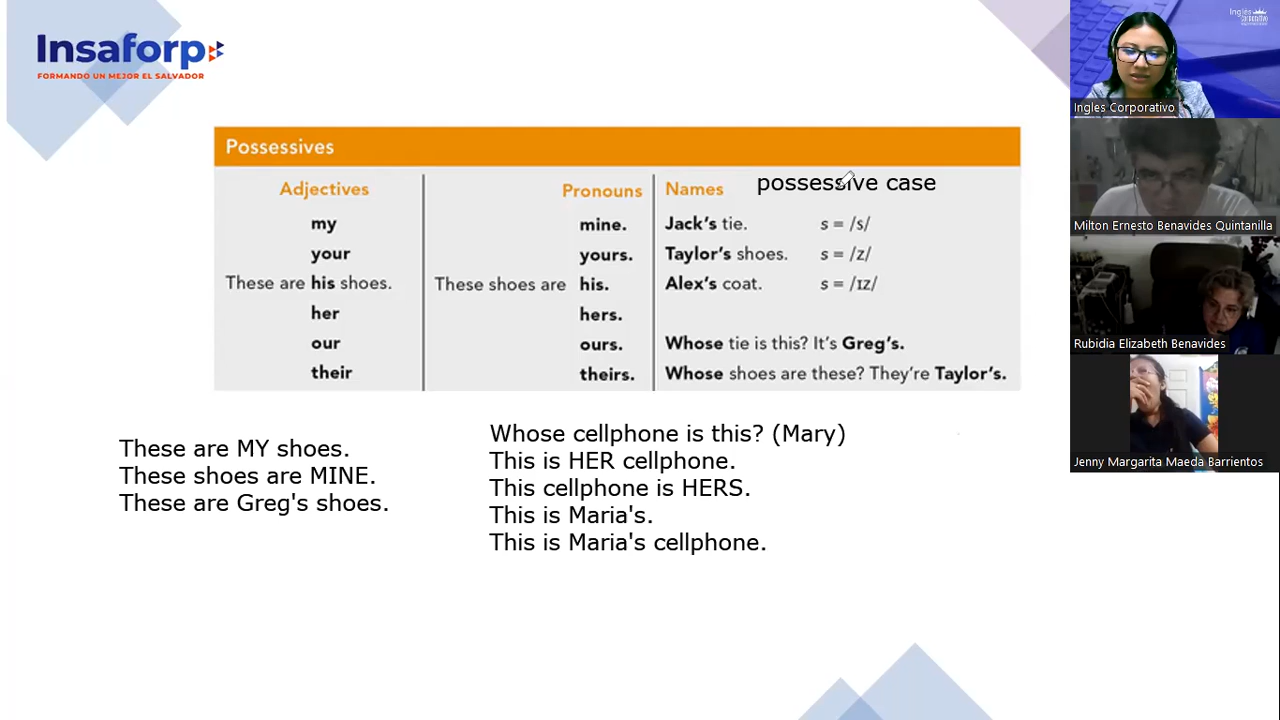 Insaforp
FORMANDO UN MEJOR EL SALVADOR
Possessives
Adjectives
my
your
These are his shoes.
her
our
their
Pronouns
mine.
yours.
These shoes are his.
hers.
ours.
theirs.
Names possessive case
Jack's tie. s = /s/
Taylor's shoes. s = /z/
Alex's coat. s = /ɪz/
Whose tie is this? It's Greg's.
Whose shoes are these? They're Taylor's.
These are MY shoes.
These shoes are MINE.
These are Greg's shoes.
Whose cellphone is this? (Mary)
This is HER cellphone.
This cellphone is HERS.
This is Maria's.
This is Maria's cellphone.
Ingles
Corporativo
Ingles Corporativo
Milton Ernesto Benavides Quintanilla
Rubidia Elizabeth Benavides
Jenny Margarita Maeda Barrientos